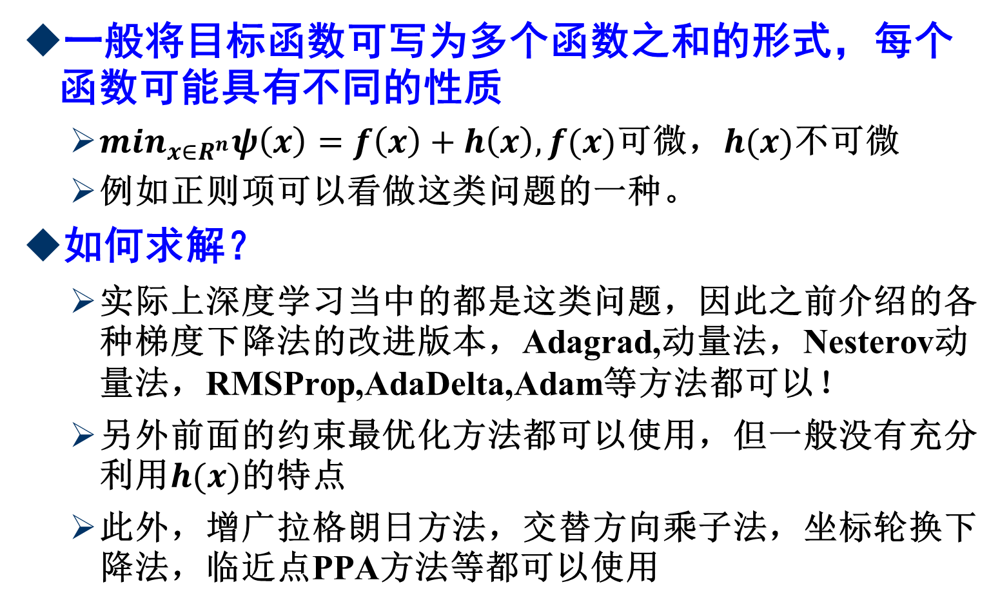 ◆一般将目标函数可写为多个函数之和的形式，每个
函数可能具有不同的性质
➢min_{x∈R^n}ψ(x) = f(x) + h(x), f(x)可微，h(x)不可微
➢例如正则项可以看做这类问题的一种。
◆如何求解？
➢实际上深度学习当中的都是这类问题，因此之前介绍的各
种梯度下降法的改进版本，Adagrad,动量法，Nesterov动
量法，RMSProp,AdaDelta,Adam等方法都可以！
➢另外前面的约束最优化方法都可以使用，但一般没有充分
利用h(x)的特点
➢此外，增广拉格朗日方法，交替方向乘子法，坐标轮换下
降法，临近点PPA方法等都可以使用